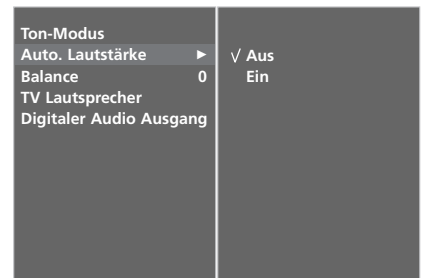 Ton-Modus
Auto. Lautstärke ►
Balance 0
TV Lautsprecher
Digitaler Audio Ausgang
√ Aus
Ein